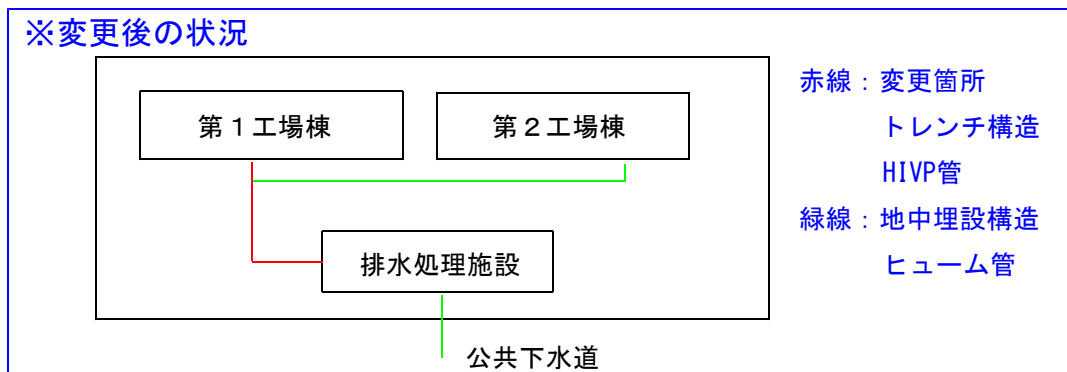 ※変更後の状況
第１工場棟
第２工場棟
排水処理施設
公共下水道
赤線：変更箇所
トレンチ構造
HIVP管
緑線：地中埋設構造
ヒューム管